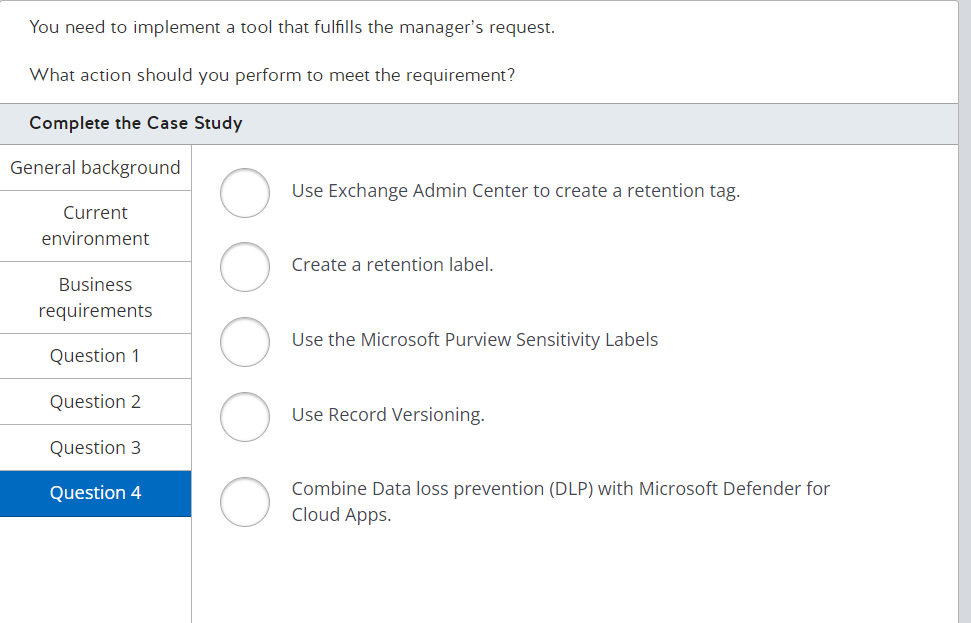 You need to implement a tool that fulfills the manager's request.
What action should you perform to meet the requirement?
Complete the Case Study
General background
Current
environment
Business
requirements
Question 1
Question 2
Question 3
Question 4
Use Exchange Admin Center to create a retention tag.
Create a retention label.
Use the Microsoft Purview Sensitivity Labels
Use Record Versioning.
Combine Data loss prevention (DLP) with Microsoft Defender for
Cloud Apps.